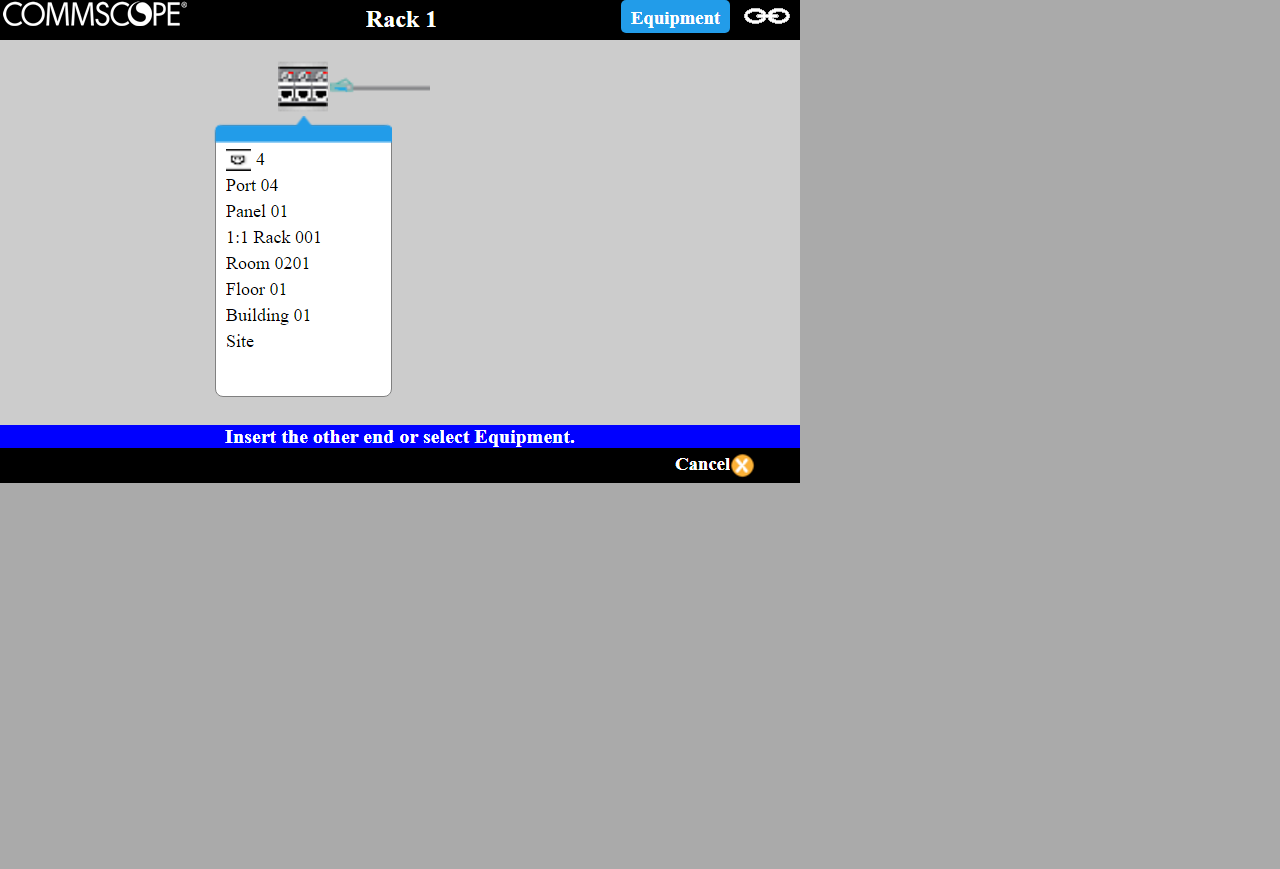 COMMSCOPE®
Rack 1
Equipment
4
Port 04
Panel 01
1:1 Rack 001
Room 0201
Floor 01
Building 01
Site
Insert the other end or select Equipment.
Cancel